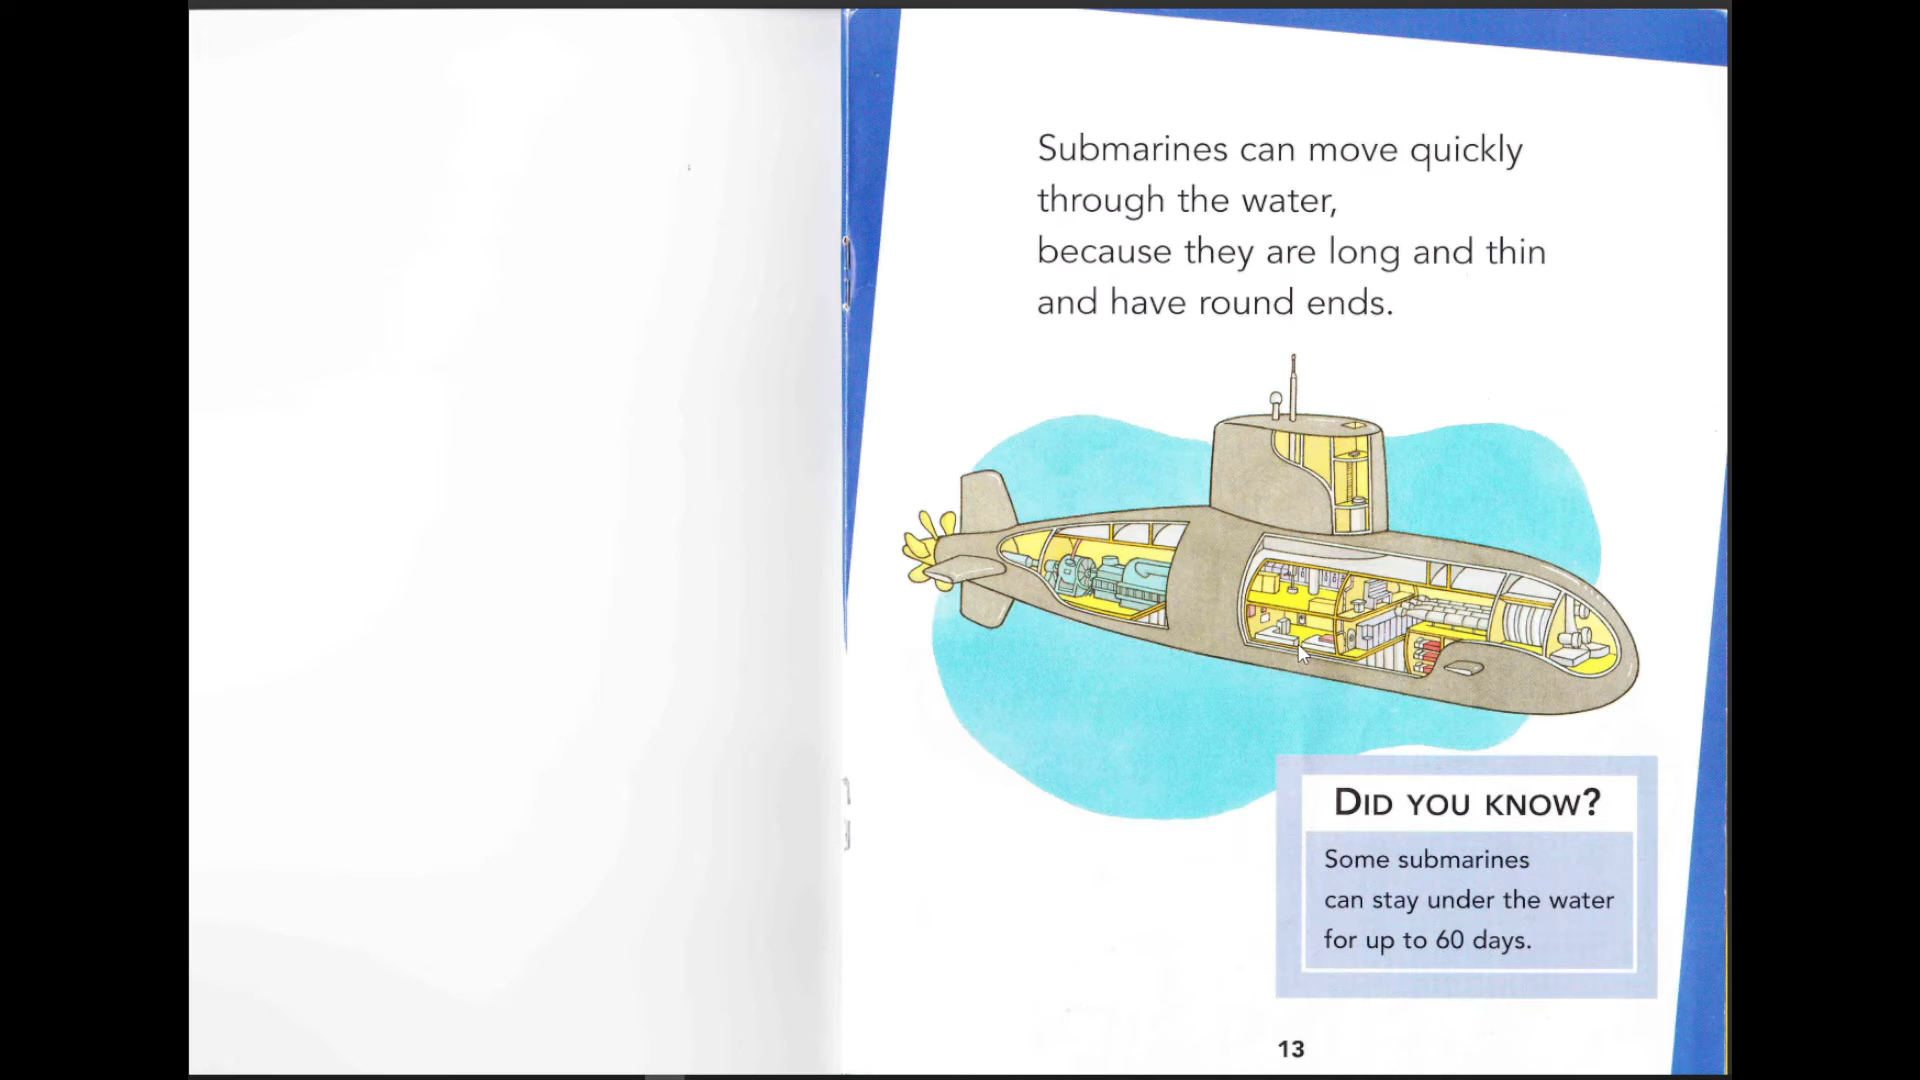 Submarines can move quickly
through the water,
because they are long and thin
and have round ends.
DID YOU KNOW?
Some submarines
can stay under the water
for up to 60 days.
13